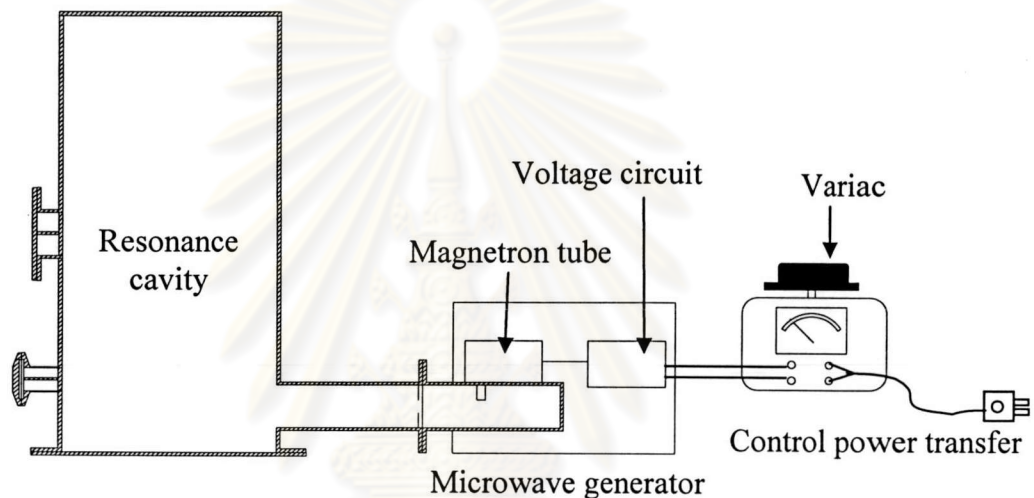 Voltage circuit
Variac
Resonance
cavity
Magnetron tube
Control power transfer
Microwave generator